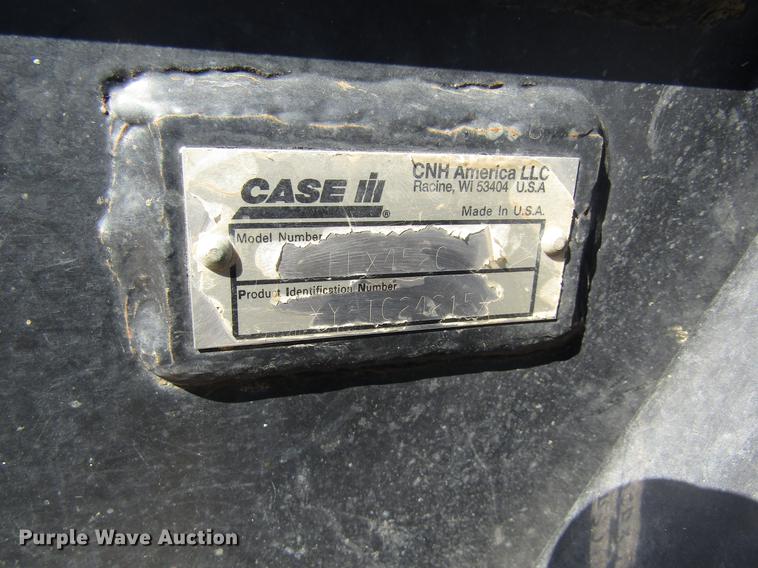 CASE IH ®
CNH America LLC
Racine, WI 53404 U.S.A
Made in U.S.A.
Model Number
Product Identification Number
Purple Wave Auction